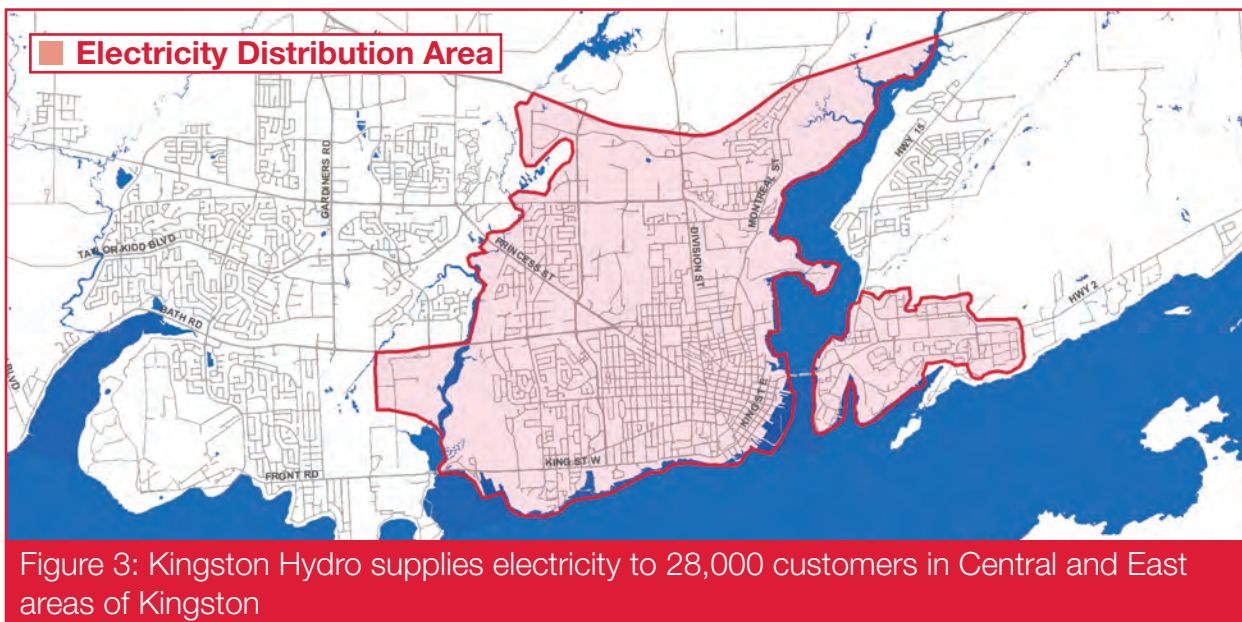 Electricity Distribution Area
GARDINERS RD
HWY 15
MONTREAL ST
TAYLOR-KIDD BLVD
PRINCESS ST
DIVISION ST
HWY 2
BATH RD
BLVD
KING ST E
KING ST W
FRONT RD
Figure 3: Kingston Hydro supplies electricity to 28,000 customers in Central and East
areas of Kingston